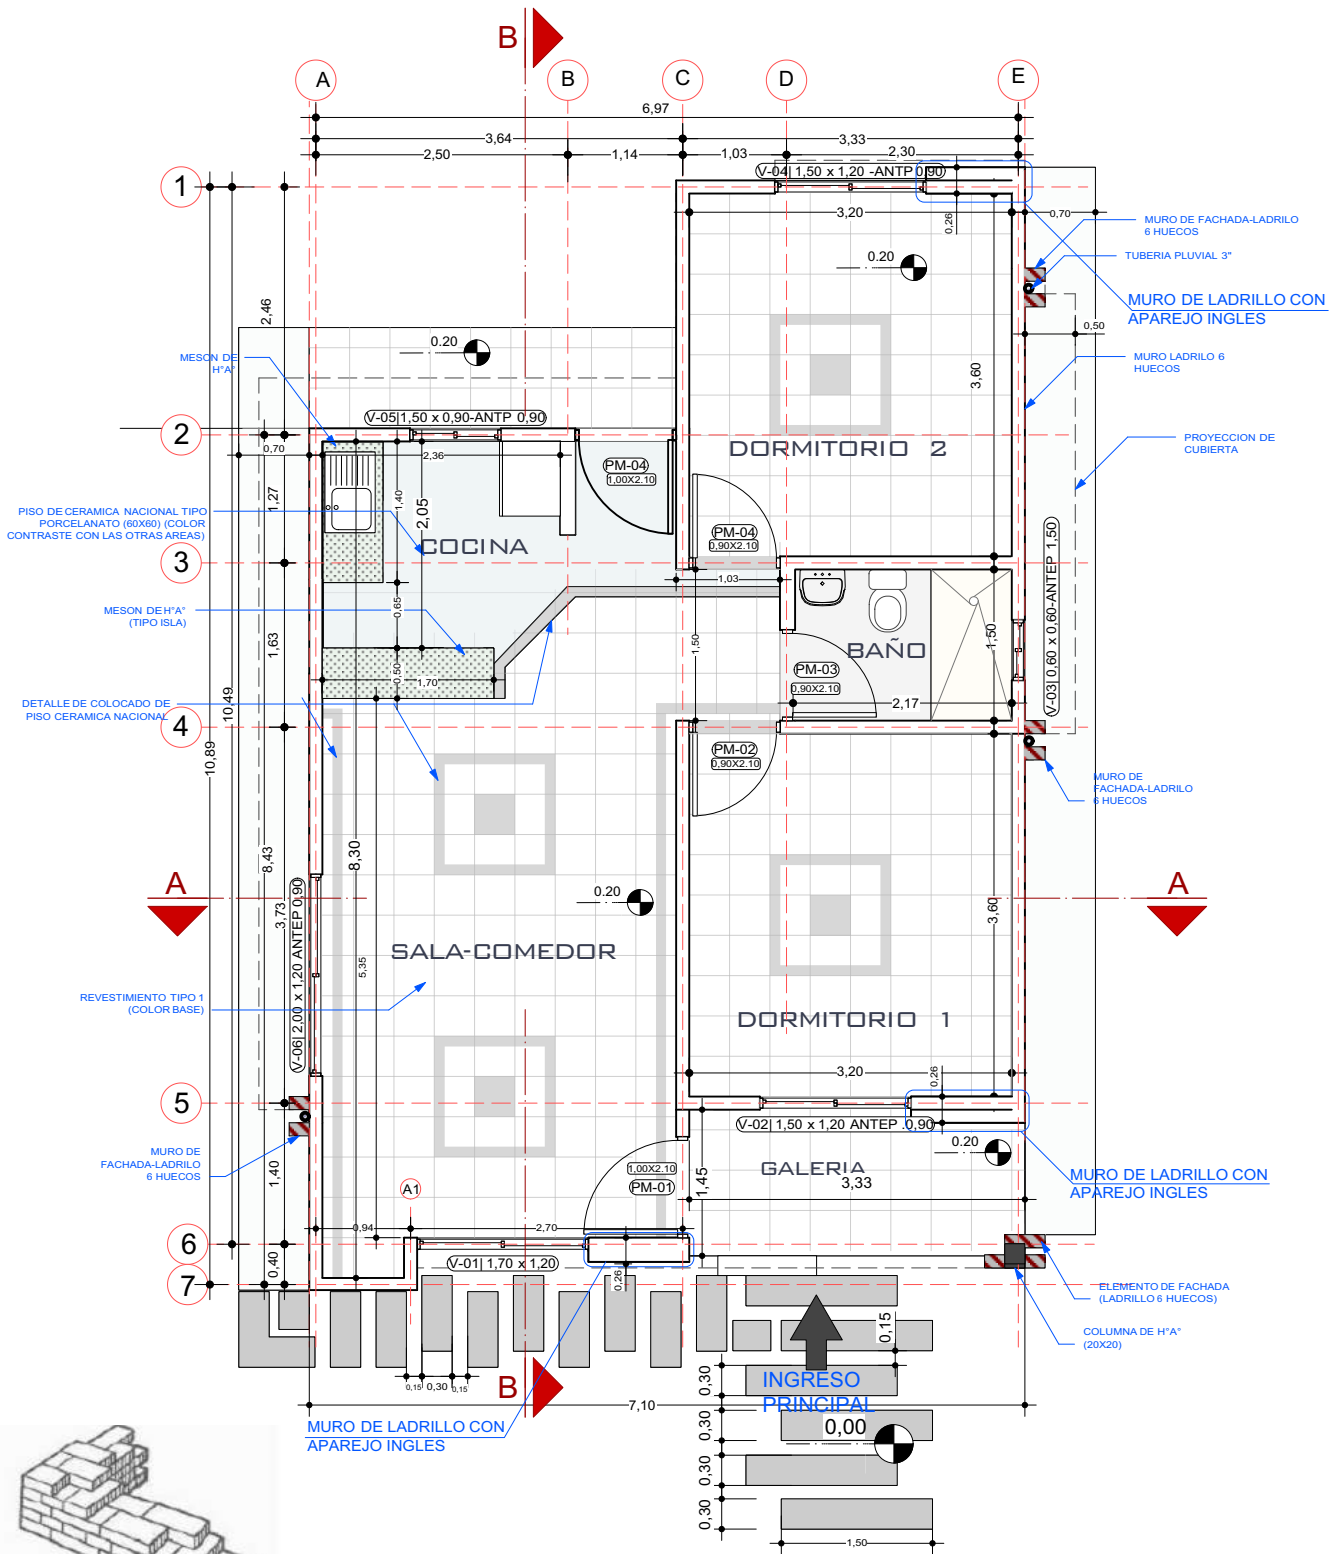 B
A
B
C
D
E
6,97
3,64
3,33
2,50
1,14
1,03
2,30
V-04| 1,50 x 1,20 -ANTP 0,90
1
3,20
0,26
0,70
MURO DE FACHADA-LADRILO
6 HUECOS
TUBERIA PLUVIAL 3"
MURO DE LADRILLO CON
APAREJO INGLES
0.20
2,46
0,50
0.20
MESON DE
H°A°
MURO LADRILO 6
HUECOS
3,60
V-05|1,50 x 0,90-ANTP 0,90
2
0,70
2,36
DORMITORIO 2
PROYECCION DE
CUBIERTA
PM-04
1,00X2.10
1,27
1,40
2,05
PISO DE CERAMICA NACIONAL TIPO
PORCELANATO (60X60) (COLOR
CONTRASTE CON LAS OTRAS AREAS)
COCINA
PM-04
0,90X2.10
3
1,03
V-03| 0,60 x 0,60-ANTEP 1,50
MESON DE H°A°
(TIPO ISLA)
0,65
1,63
1,50
BAÑO
1,50
0,50
1,70
PM-03
0,90X2.10
2,17
DETALLE DE COLOCADO DE
PISO CERAMICA NACIONAL
4
10,49
10,89
PM-02
0,90X2.10
MURO DE
FACHADA-LADRILO
6 HUECOS
8,43
8,30
A
A
3,73
V-06| 2,00 x 1,20 ANTEP 0,90
0.20
3,60
SALA-COMEDOR
5,35
REVESTIMIENTO TIPO 1
(COLOR BASE)
DORMITORIO 1
3,20
0,26
5
V-02| 1,50 x 1,20 ANTEP .0,90
0.20
MURO DE
FACHADA-LADRILO
6 HUECOS
1,40
1,00X2.10
PM-01
1,45
GALERIA
3,33
MURO DE LADRILLO CON
APAREJO INGLES
A1
0,94
2,70
6
V-01| 1,70 x 1,20
0,26
0,40
7
ELEMENTO DE FACHADA
(LADRILLO 6 HUECOS)
COLUMNA DE H°A°
(20X20)
0,15
0,15
0,30
0,15
B
0,30
INGRESO
PRINCIPAL
7,10
0,00
MURO DE LADRILLO CON
APAREJO INGLES
0,30
0,30
0,30
1,50